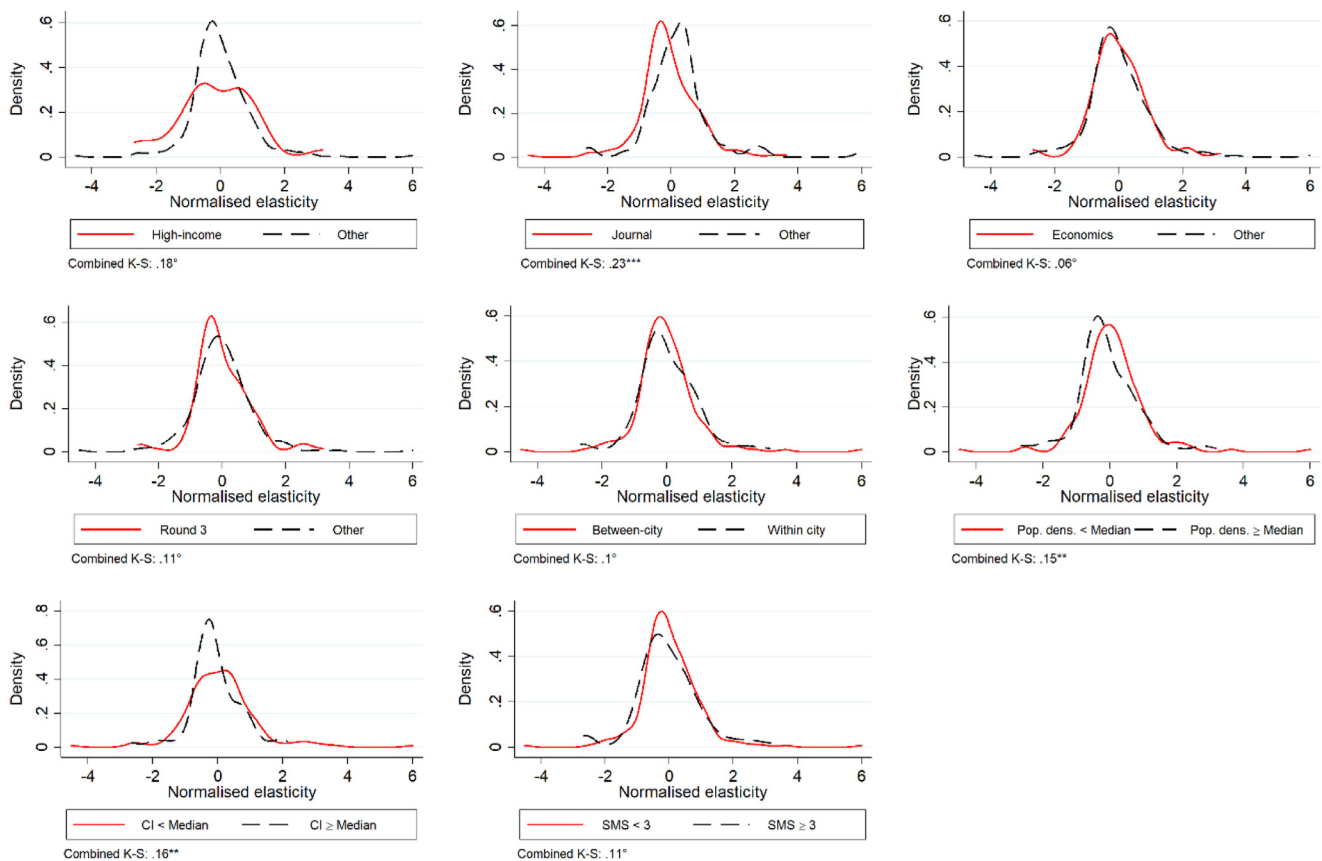 Density
.6
.4
.2
0
-4 -2 0 2 4 6
Normalised elasticity
High-income Other
Combined K-S: .18°
Density
.6
.4
.2
0
-4 -2 0 2 4 6
Normalised elasticity
Journal Other
Combined K-S: .23***
Density
.6
.4
.2
0
-4 -2 0 2 4 6
Normalised elasticity
Economics Other
Combined K-S: .06°
Density
.6
.4
.2
0
-4 -2 0 2 4 6
Normalised elasticity
Round 3 Other
Combined K-S: .11°
Density
.6
.4
.2
0
-4 -2 0 2 4 6
Normalised elasticity
Between-city Within city
Combined K-S: .1°
Density
.6
.4
.2
0
-4 -2 0 2 4 6
Normalised elasticity
Pop. dens. < Median Pop. dens. ≥ Median
Combined K-S: .15**
Density
.8
.6
.4
.2
0
-4 -2 0 2 4 6
Normalised elasticity
CI < Median CI ≥ Median
Combined K-S: .16**
Density
.6
.4
.2
0
-4 -2 0 2 4 6
Normalised elasticity
SMS < 3 SMS ≥ 3
Combined K-S: .11°